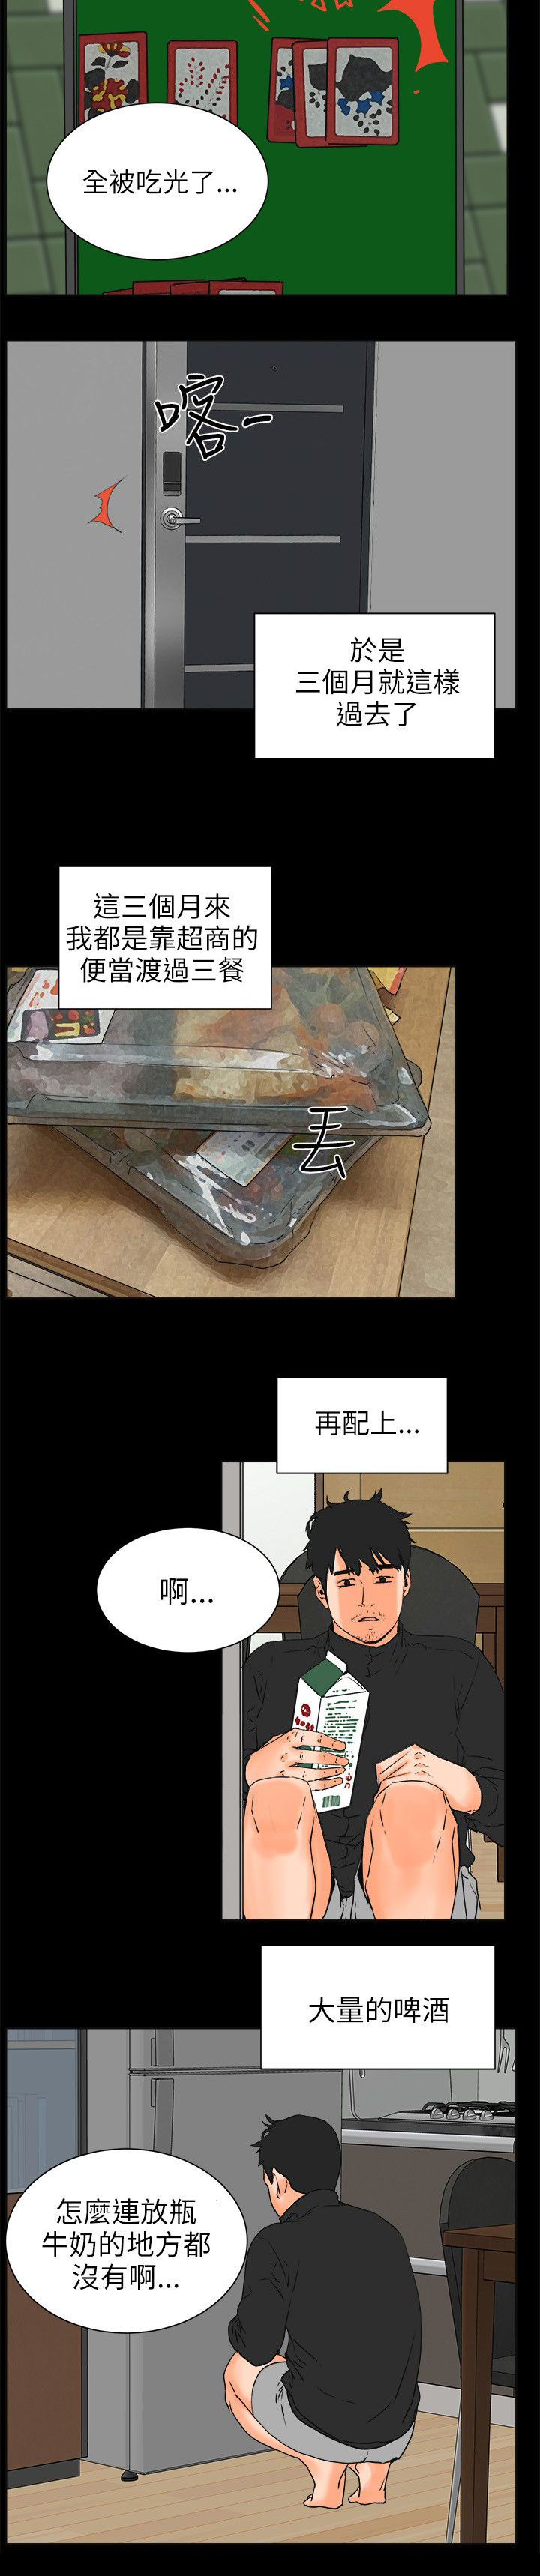 全被吃光了...
喀
於是
三個月就這樣
過去了
這三個月來
我都是靠超商的
便當渡過三餐
丟
再配上...
啊...
大量的啤酒
怎麼連放瓶
牛奶的地方都
沒有啊...